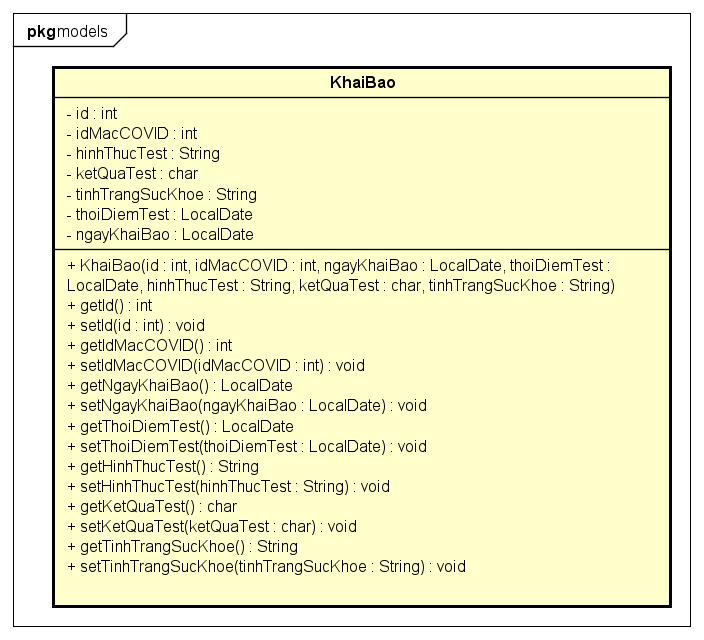 pkg models
KhaiBao
- id : int
- idMacCOVID : int
- hinhThucTest : String
- ketQuaTest : char
- tinhTrangSucKhoe : String
- thoiDiemTest : LocalDate
- ngayKhaiBao : LocalDate
+ KhaiBao(id : int, idMacCOVID : int, ngayKhaiBao : LocalDate, thoiDiemTest :
LocalDate, hinhThucTest : String, ketQuaTest : char, tinhTrangSucKhoe : String)
+ getId() : int
+ setId(id : int) : void
+ getIdMacCOVID() : int
+ setIdMacCOVID(idMacCOVID : int) : void
+ getNgayKhaiBao() : LocalDate
+ setNgayKhaiBao(ngayKhaiBao : LocalDate) : void
+ getThoiDiemTest() : LocalDate
+ setThoiDiemTest(thoiDiemTest : LocalDate) : void
+ getHinhThucTest() : String
+ setHinhThucTest(hinhThucTest : String) : void
+ getKetQuaTest() : char
+ setKetQuaTest(ketQuaTest : char) : void
+ getTinhTrangSucKhoe() : String
+ setTinhTrangSucKhoe(tinhTrangSucKhoe : String) : void